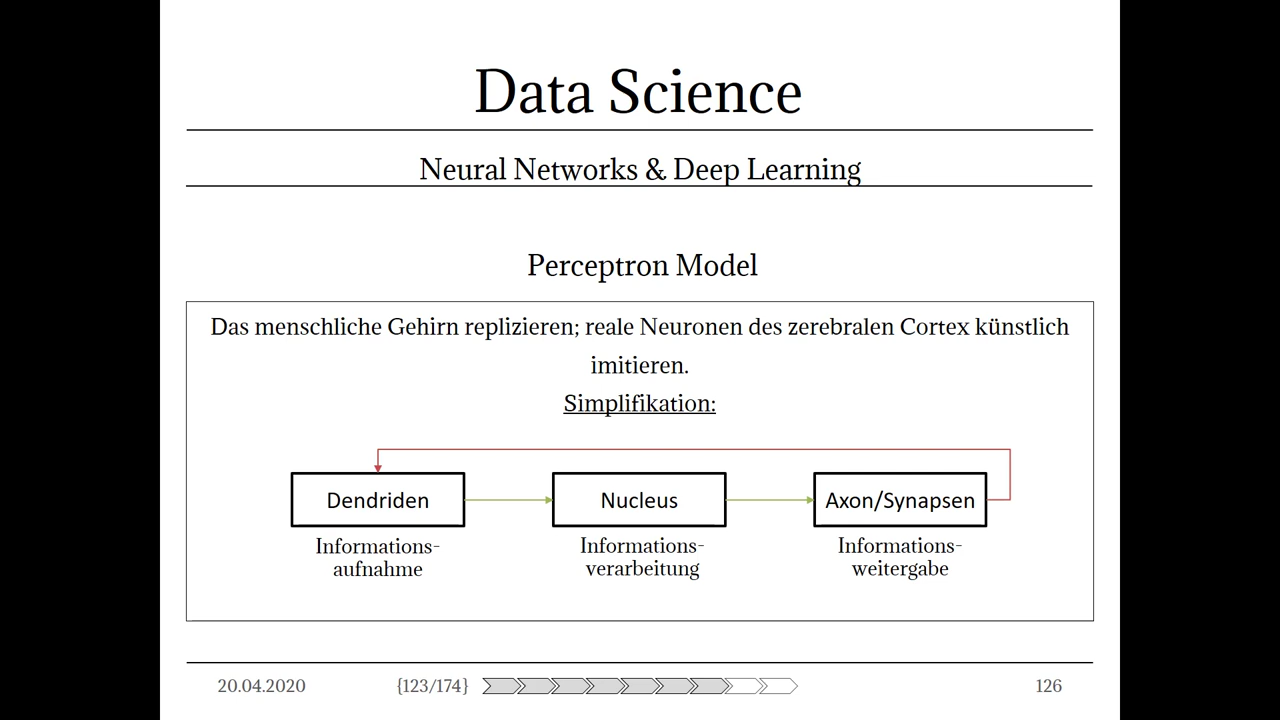 Data Science
Neural Networks & Deep Learning
Perceptron Model
Das menschliche Gehirn replizieren; reale Neuronen des zerebralen Cortex künstlich
imitieren.
Simplifikation:
Dendriden
Nucleus
Axon/Synapsen
Informations-
aufnahme
Informations-
verarbeitung
Informations-
weitergabe
20.04.2020
{123/174}
126